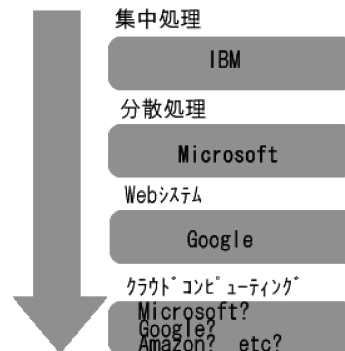 集中処理
IBM
分散処理
Microsoft
Webｼｽﾃﾑ
Google
ｸﾗｳﾄﾞｺﾝﾋﾟｭｰﾃｨﾝｸﾞ
Microsoft?
Google?
Amazon? etc?